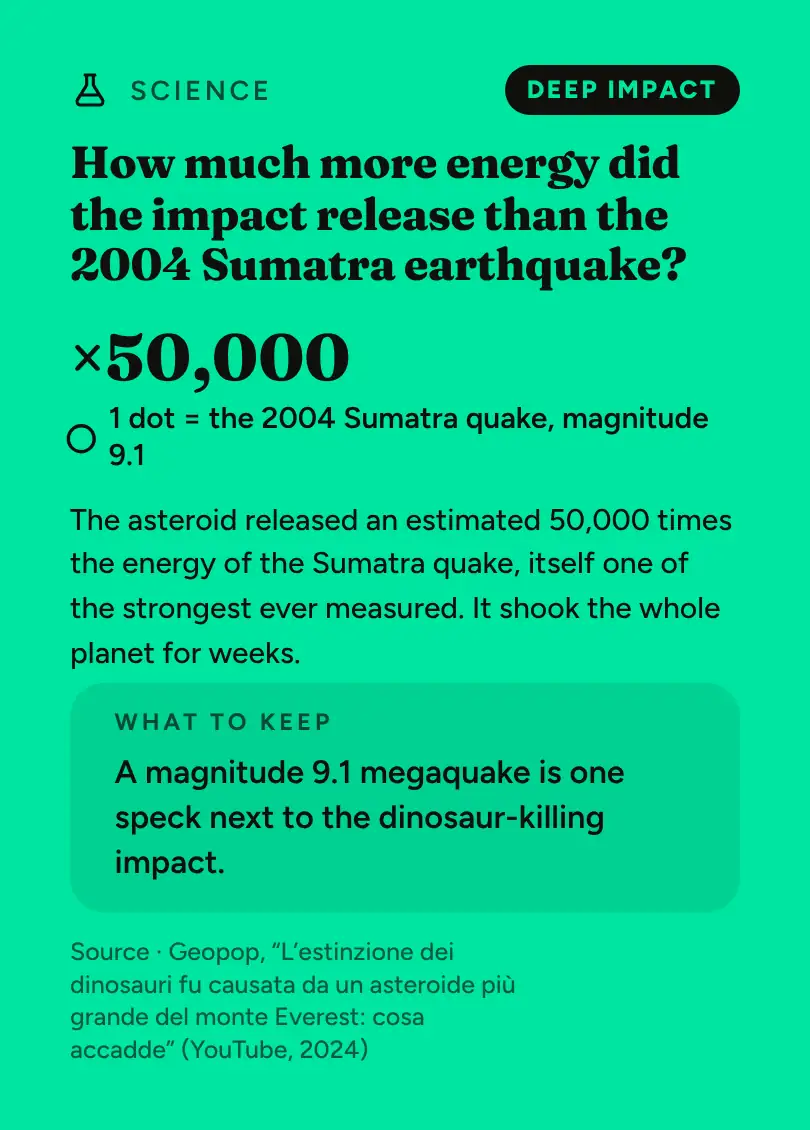 SCIENCE
DEEP IMPACT
How much more energy did
the impact release than the
2004 Sumatra earthquake?
×50,000
1 dot = the 2004 Sumatra quake, magnitude
9.1
The asteroid released an estimated 50,000 times
the energy of the Sumatra quake, itself one of
the strongest ever measured. It shook the whole
planet for weeks.
WHAT TO KEEP
A magnitude 9.1 megaquake is one
speck next to the dinosaur-killing
impact.
Source · Geopop, “L’estinzione dei
dinosauri fu causata da un asteroide più
grande del monte Everest: cosa
accadde” (YouTube, 2024)